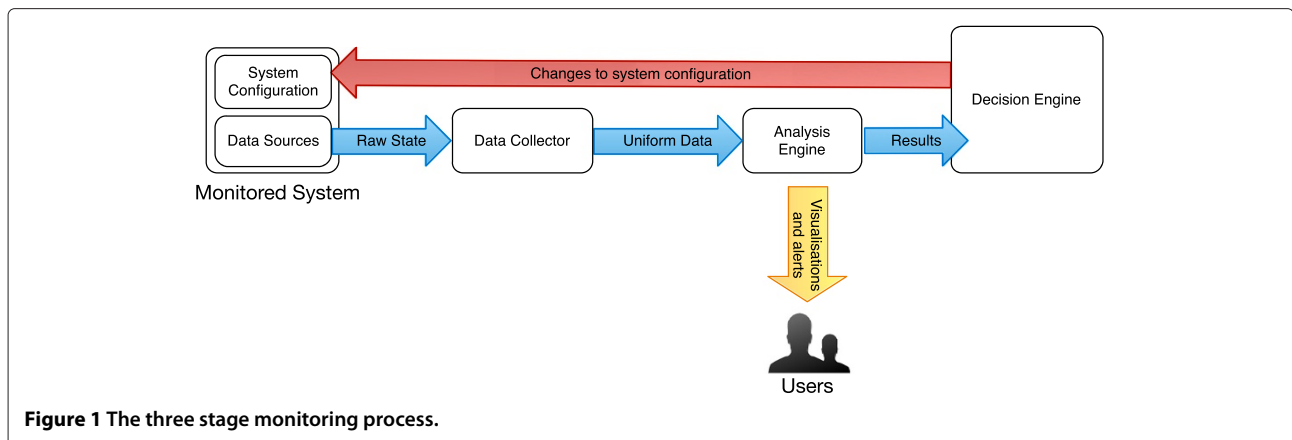 System
Configuration
Changes to system configuration
Decision Engine
Data Sources
Raw State
Data Collector
Uniform Data
Analysis
Engine
Results
Monitored System
Visualisations
and alerts
Users
Figure 1 The three stage monitoring process.